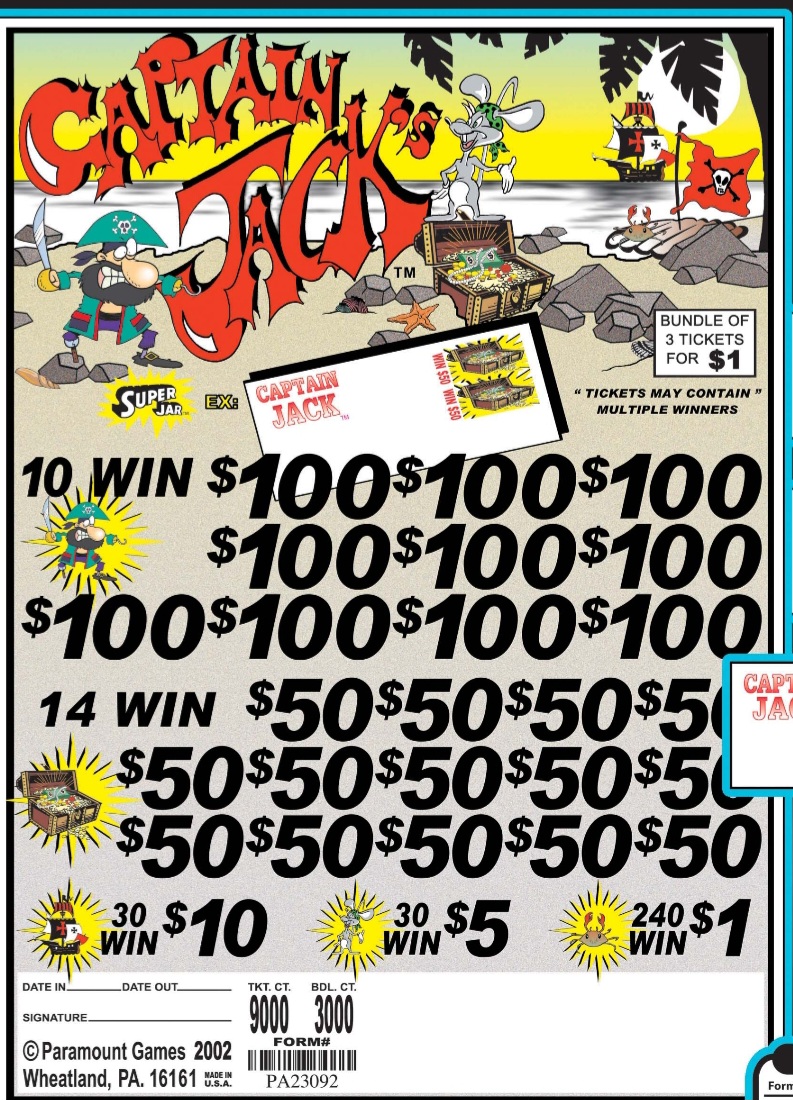 CAPTAIN
JACK'S
TM
BUNDLE OF
3 TICKETS
FOR $1
SUPER
JAR
EX:
CAPTAIN
JACK TM
WIN $50 WIN $50
" TICKETS MAY CONTAIN "
MULTIPLE WINNERS
10 WIN $100 $100 $100
$100 $100 $100
$100 $100 $100 $100
14 WIN $50 $50 $50 $50
$50 $50 $50 $50 $50
$50 $50 $50 $50 $50
30 WIN $10
30 WIN $5
240 WIN $1
DATE IN DATE OUT
SIGNATURE
TKT. CT. BDL. CT.
9000 3000
FORM#
PA23092
© Paramount Games 2002
Wheatland, PA. 16161 MADE IN U.S.A.
Form